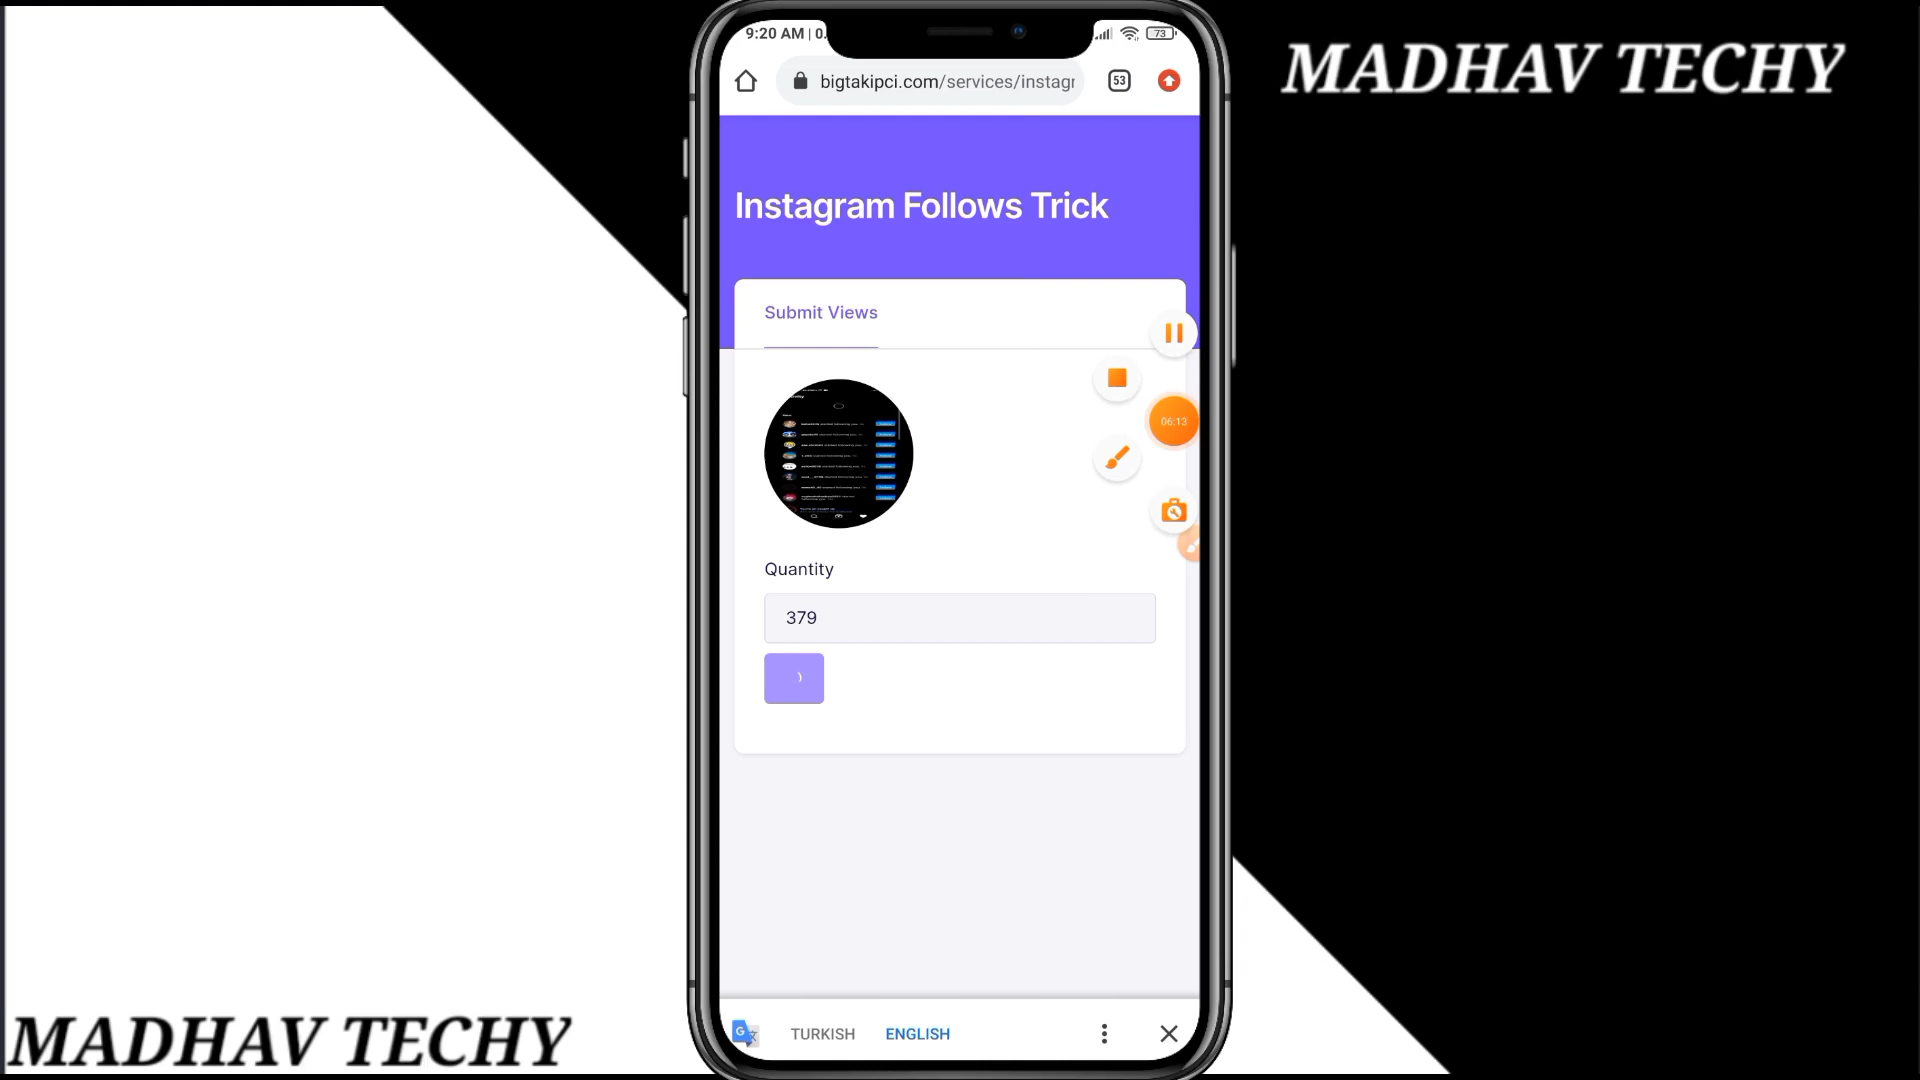 MADHAV TECHY
9:20 AM | 0.
73
bigtakipci.com/services/instagr
53
Instagram Follows Trick
Submit Views
06:13
Quantity
379
TURKISH
ENGLISH
MADHAV TECHY